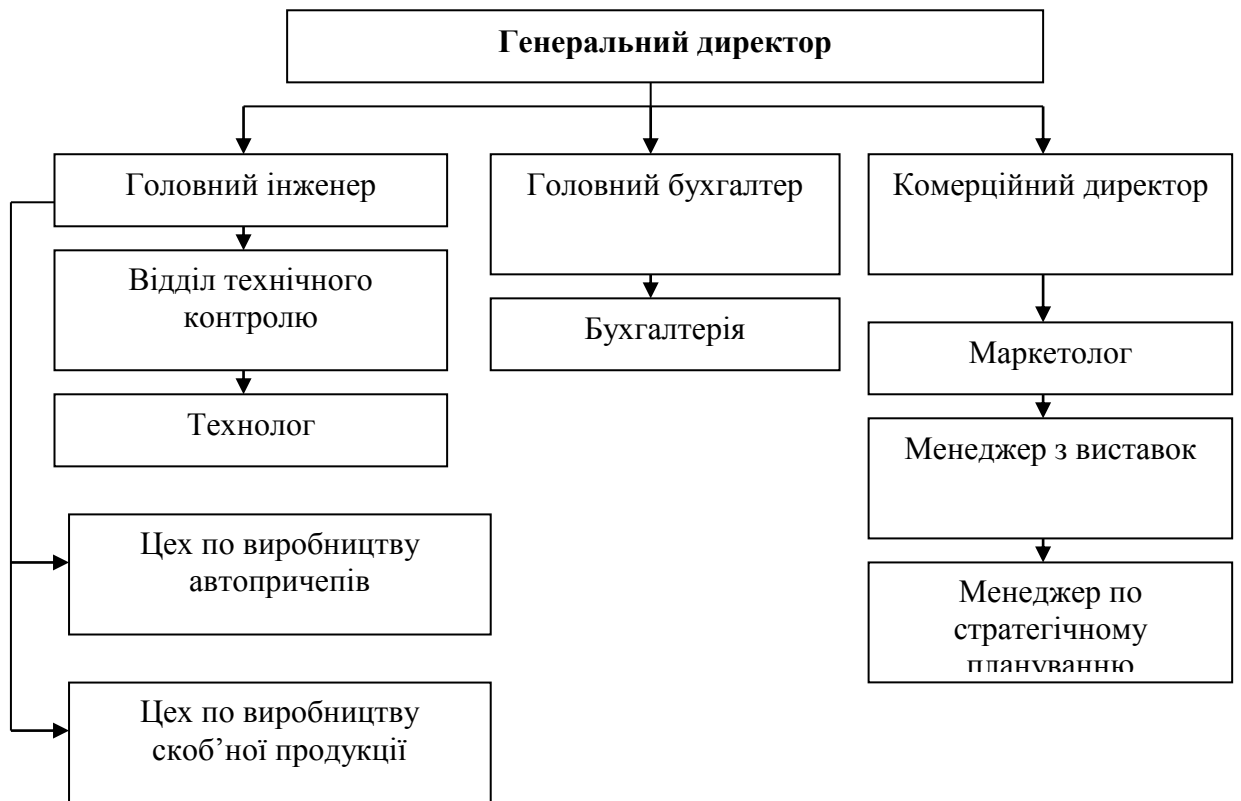 Генеральний директор
Головний інженер
Головний бухгалтер
Комерційний директор
Відділ технічного
контролю
Бухгалтерія
Маркетолог
Технолог
Менеджер з виставок
Цех по виробництву
автопричепів
Менеджер по
стратегічному
плануванню
Цех по виробництву
скоб’ної продукції